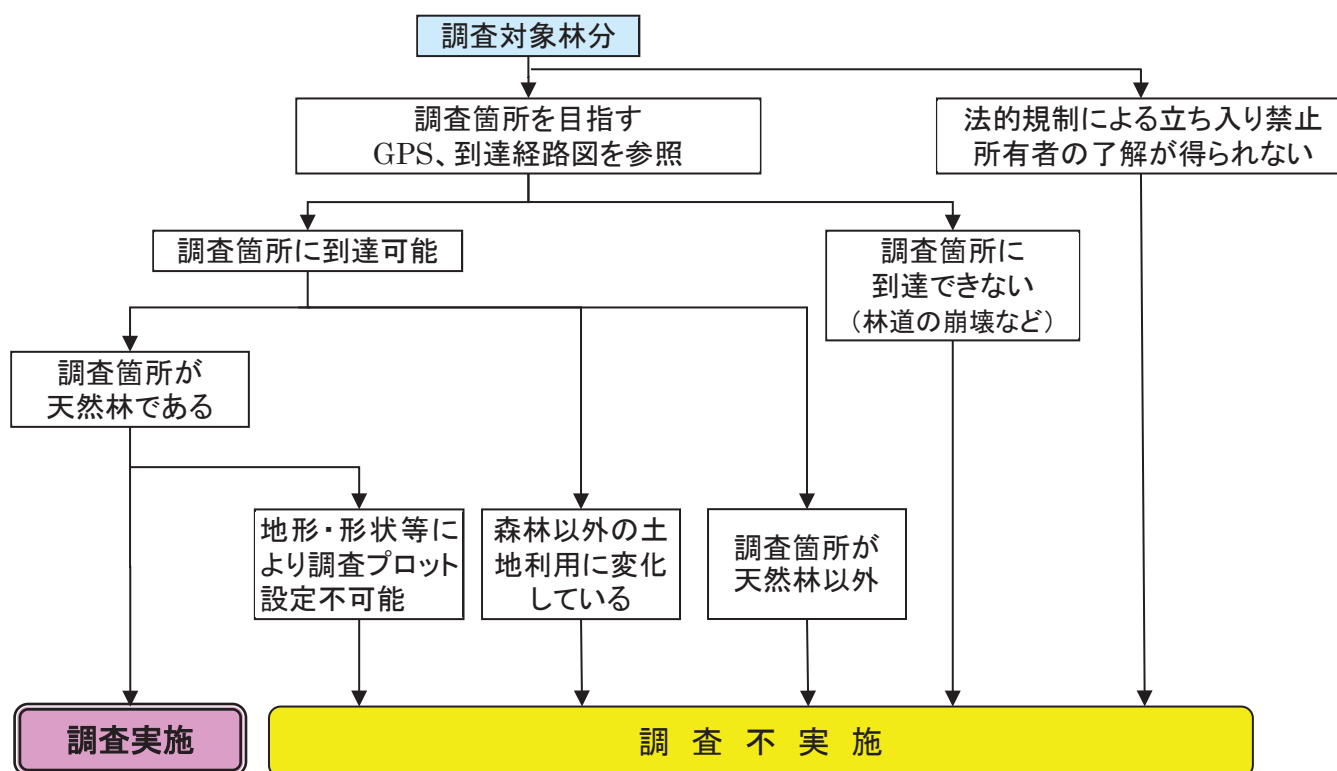 調査対象林分
調査箇所を目指す
GPS、到達経路図を参照
法的規制による立ち入り禁止
所有者の了解が得られない
調査箇所に到達可能
調査箇所に
到達できない
（林道の崩壊など）
調査箇所が
天然林である
地形・形状等に
より調査プロット
設定不可能
森林以外の土
地利用に変化
している
調査箇所が
天然林以外
調査実施
調査不実施